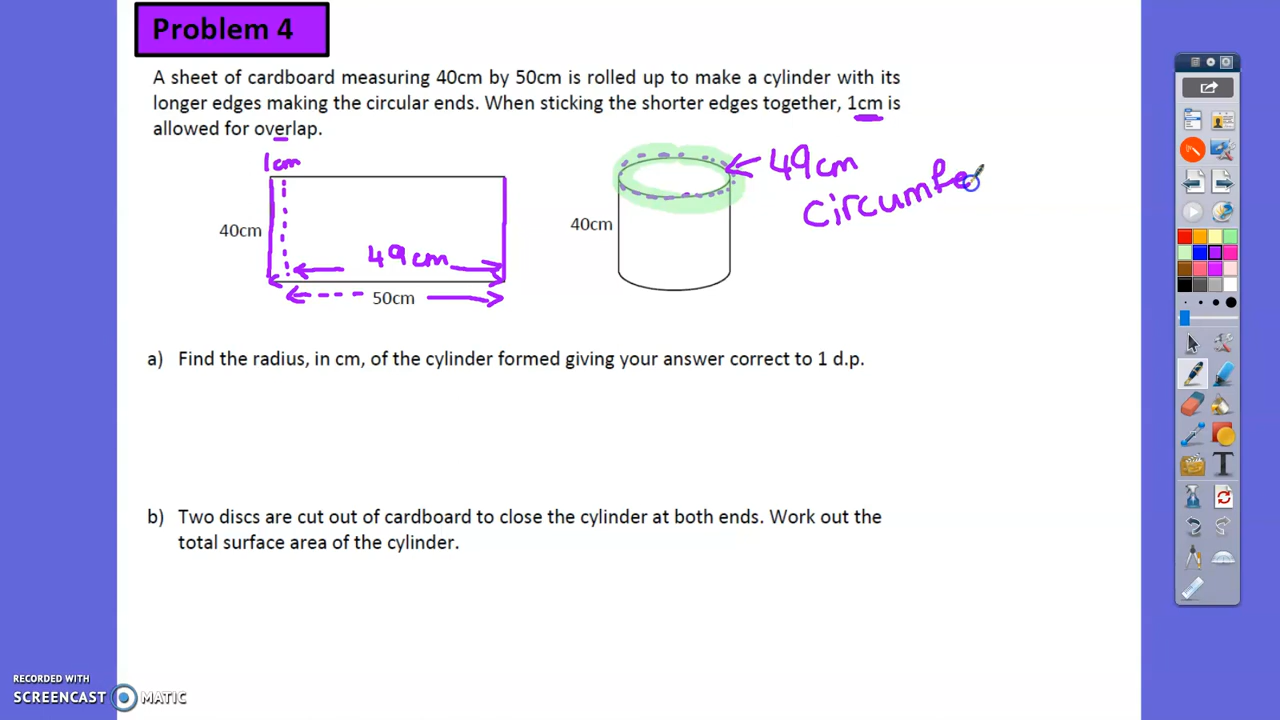 Problem 4
A sheet of cardboard measuring 40cm by 50cm is rolled up to make a cylinder with its
longer edges making the circular ends. When sticking the shorter edges together, 1cm is
allowed for overlap.
1cm
40cm
49cm
50cm
40cm
49cm
circumfe
a) Find the radius, in cm, of the cylinder formed giving your answer correct to 1 d.p.
b) Two discs are cut out of cardboard to close the cylinder at both ends. Work out the
total surface area of the cylinder.
RECORDED WITH
SCREENCAST MATIC
T